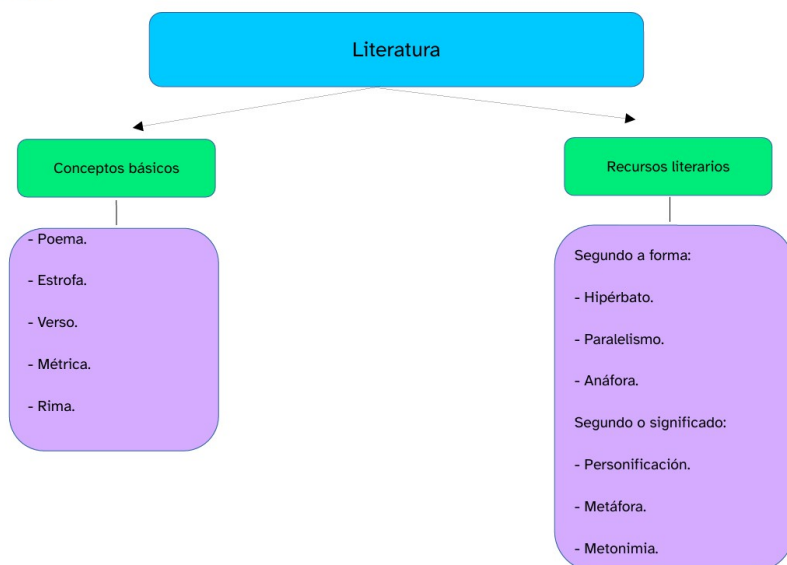 Literatura
Conceptos básicos
- Poema.
- Estrofa.
- Verso.
- Métrica.
- Rima.
Recursos literarios
Segundo a forma:
- Hipérbato.
- Paralelismo.
- Anáfora.
Segundo o significado:
- Personificación.
- Metáfora.
- Metonimia.